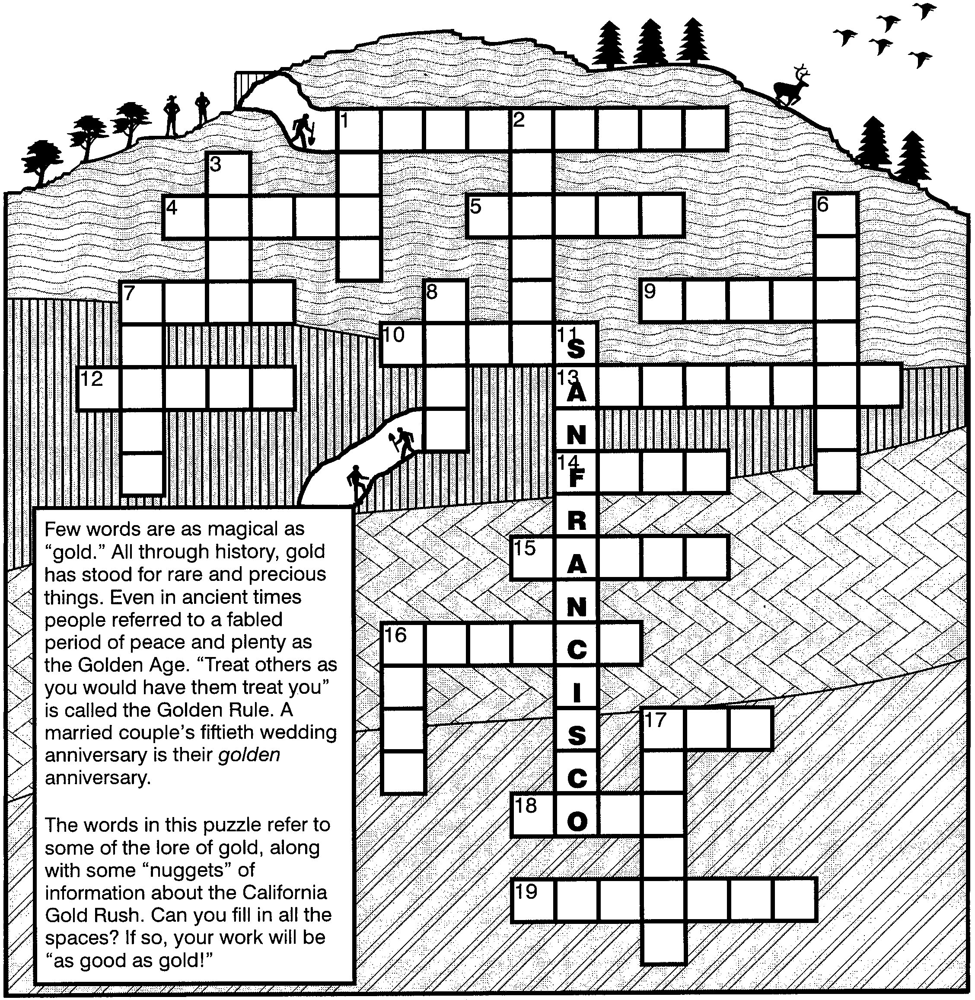 1
2
3
4
5
6
7
8
9
10
11
S
12
13
A
N
14
F
R
15
A
N
16
C
I
17
S
C
18
O
19
Few words are as magical as
“gold.” All through history, gold
has stood for rare and precious
things. Even in ancient times
people referred to a fabled
period of peace and plenty as
the Golden Age. “Treat others as
you would have them treat you”
is called the Golden Rule. A
married couple’s fiftieth wedding
anniversary is their golden
anniversary.
The words in this puzzle refer to
some of the lore of gold, along
with some “nuggets” of
information about the California
Gold Rush. Can you fill in all the
spaces? If so, your work will be
“as good as gold!”